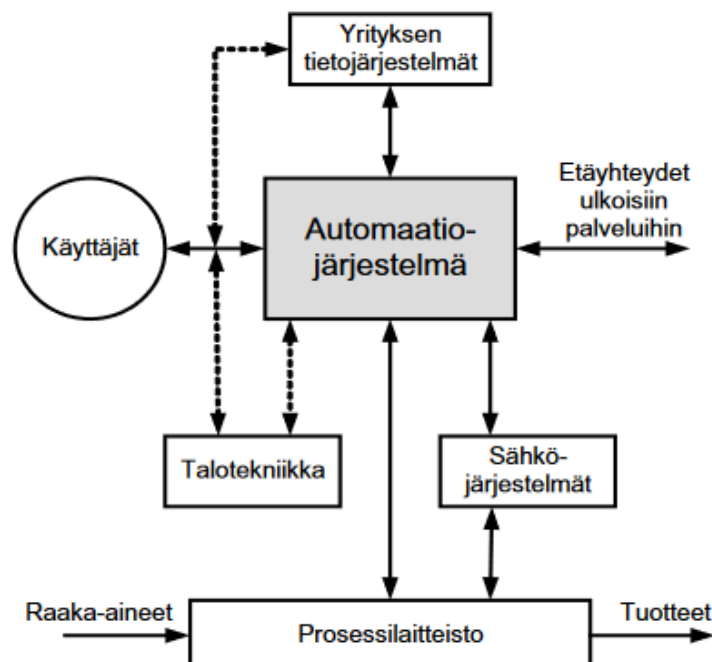 Yrityksen
tietojärjestelmät
Etäyhteydet
ulkoisiin
palveluihin
Käyttäjät
Automaatio-
järjestelmä
Talotekniikka
Sähkö-
järjestelmät
Raaka-aineet
Prosessilaitteisto
Tuotteet